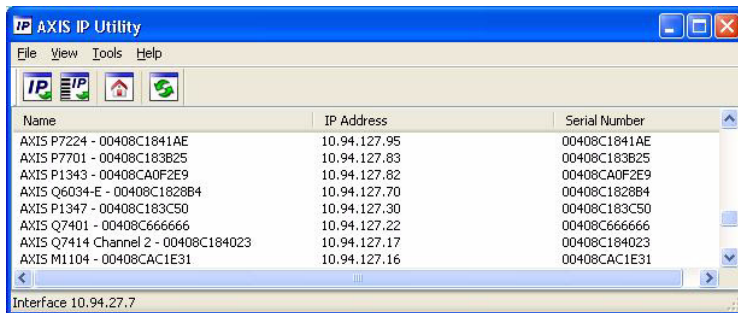 IP AXIS IP Utility
File View Tools Help
IP IP
Name IP Address Serial Number
AXIS P7224 - 00408C1841AE 10.94.127.95 00408C1841AE
AXIS P7701 - 00408C183B25 10.94.127.83 00408C183B25
AXIS P1343 - 00408CA0F2E9 10.94.127.82 00408CA0F2E9
AXIS Q6034-E - 00408C1828B4 10.94.127.70 00408C1828B4
AXIS P1347 - 00408C183C50 10.94.127.30 00408C183C50
AXIS Q7401 - 00408C666666 10.94.127.22 00408C666666
AXIS Q7414 Channel 2 - 00408C184023 10.94.127.17 00408C184023
AXIS M1104 - 00408CAC1E31 10.94.127.16 00408CAC1E31
Interface 10.94.27.7